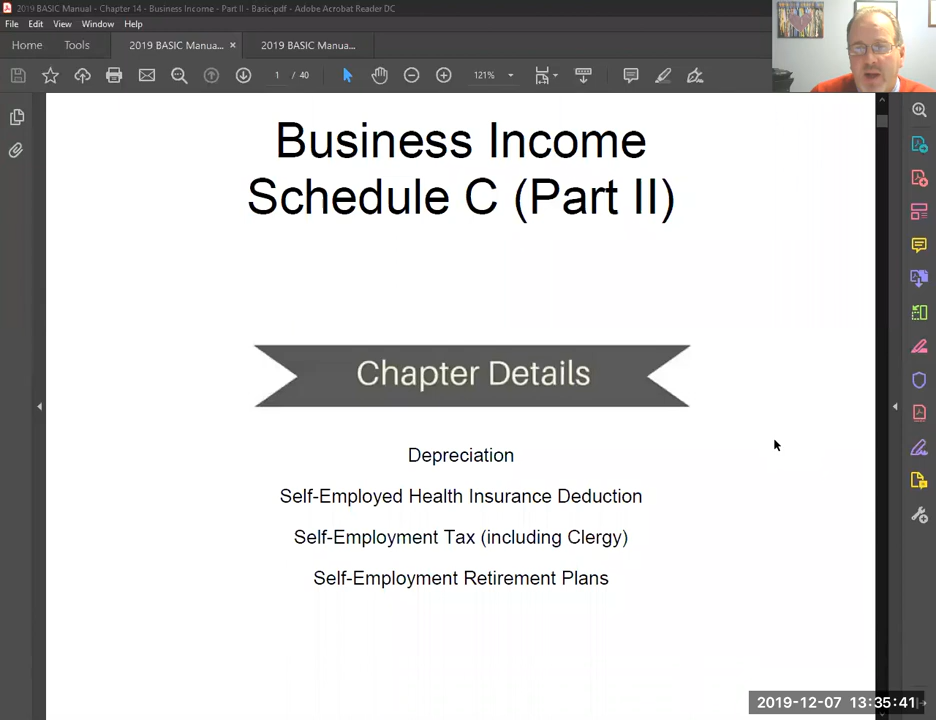 2019 BASIC Manual - Chapter 14 - Business Income - Part II - Basic.pdf - Adobe Acrobat Reader DC
File Edit View Window Help
Home Tools 2019 BASIC Manua... × 2019 BASIC Manua...
1 / 40 121%
Business Income
Schedule C (Part II)
Chapter Details
Depreciation
Self-Employed Health Insurance Deduction
Self-Employment Tax (including Clergy)
Self-Employment Retirement Plans
2019-12-07 13:35:41